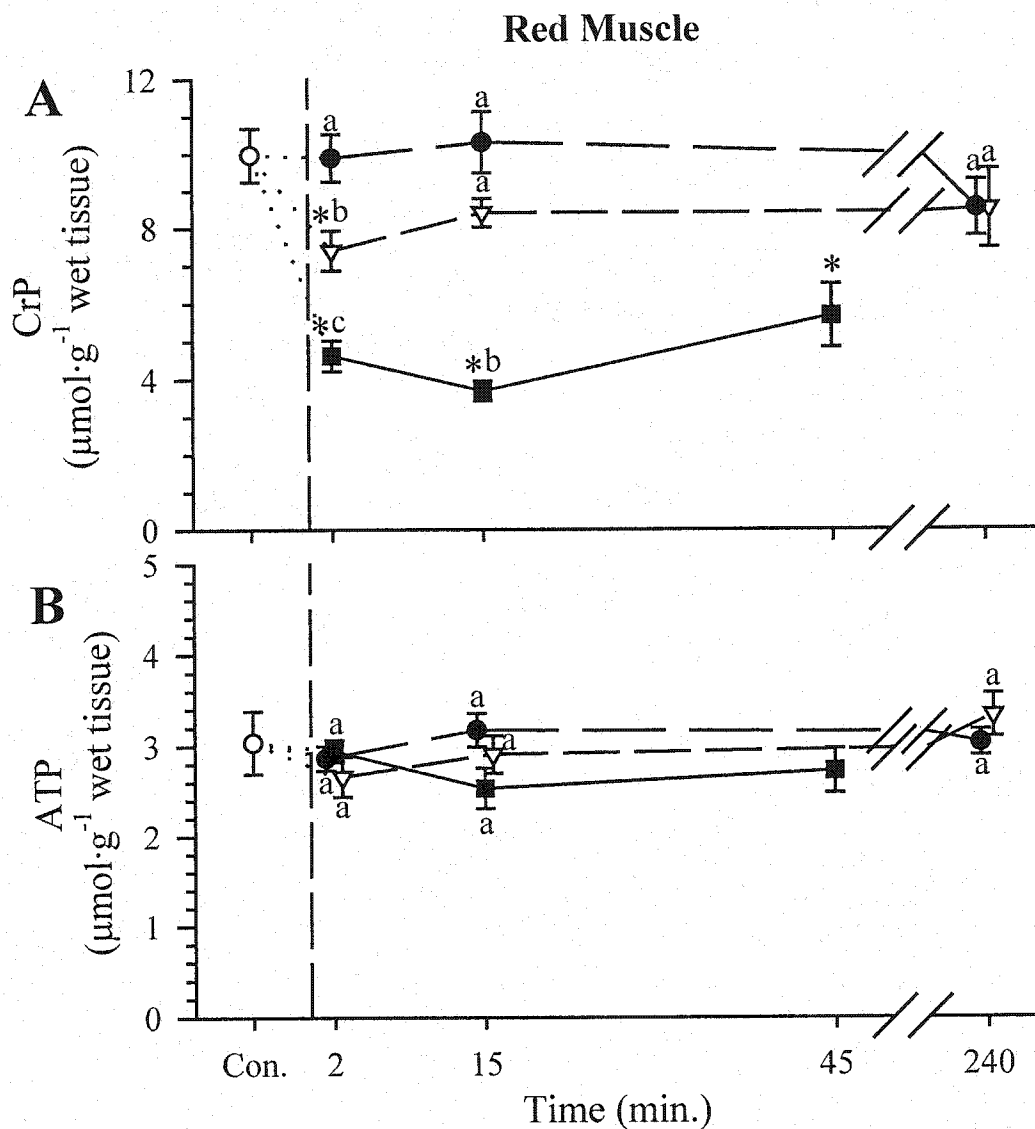 Red Muscle
A
CrP
(µmol·g⁻¹ wet tissue)
12
8
4
0
a
a
a
a a
*b
*c
*b
*
B
ATP
(µmol·g⁻¹ wet tissue)
5
4
3
2
1
0
a
a
a
a
a
a
a
a
Con. 2 15 45 240
Time (min.)